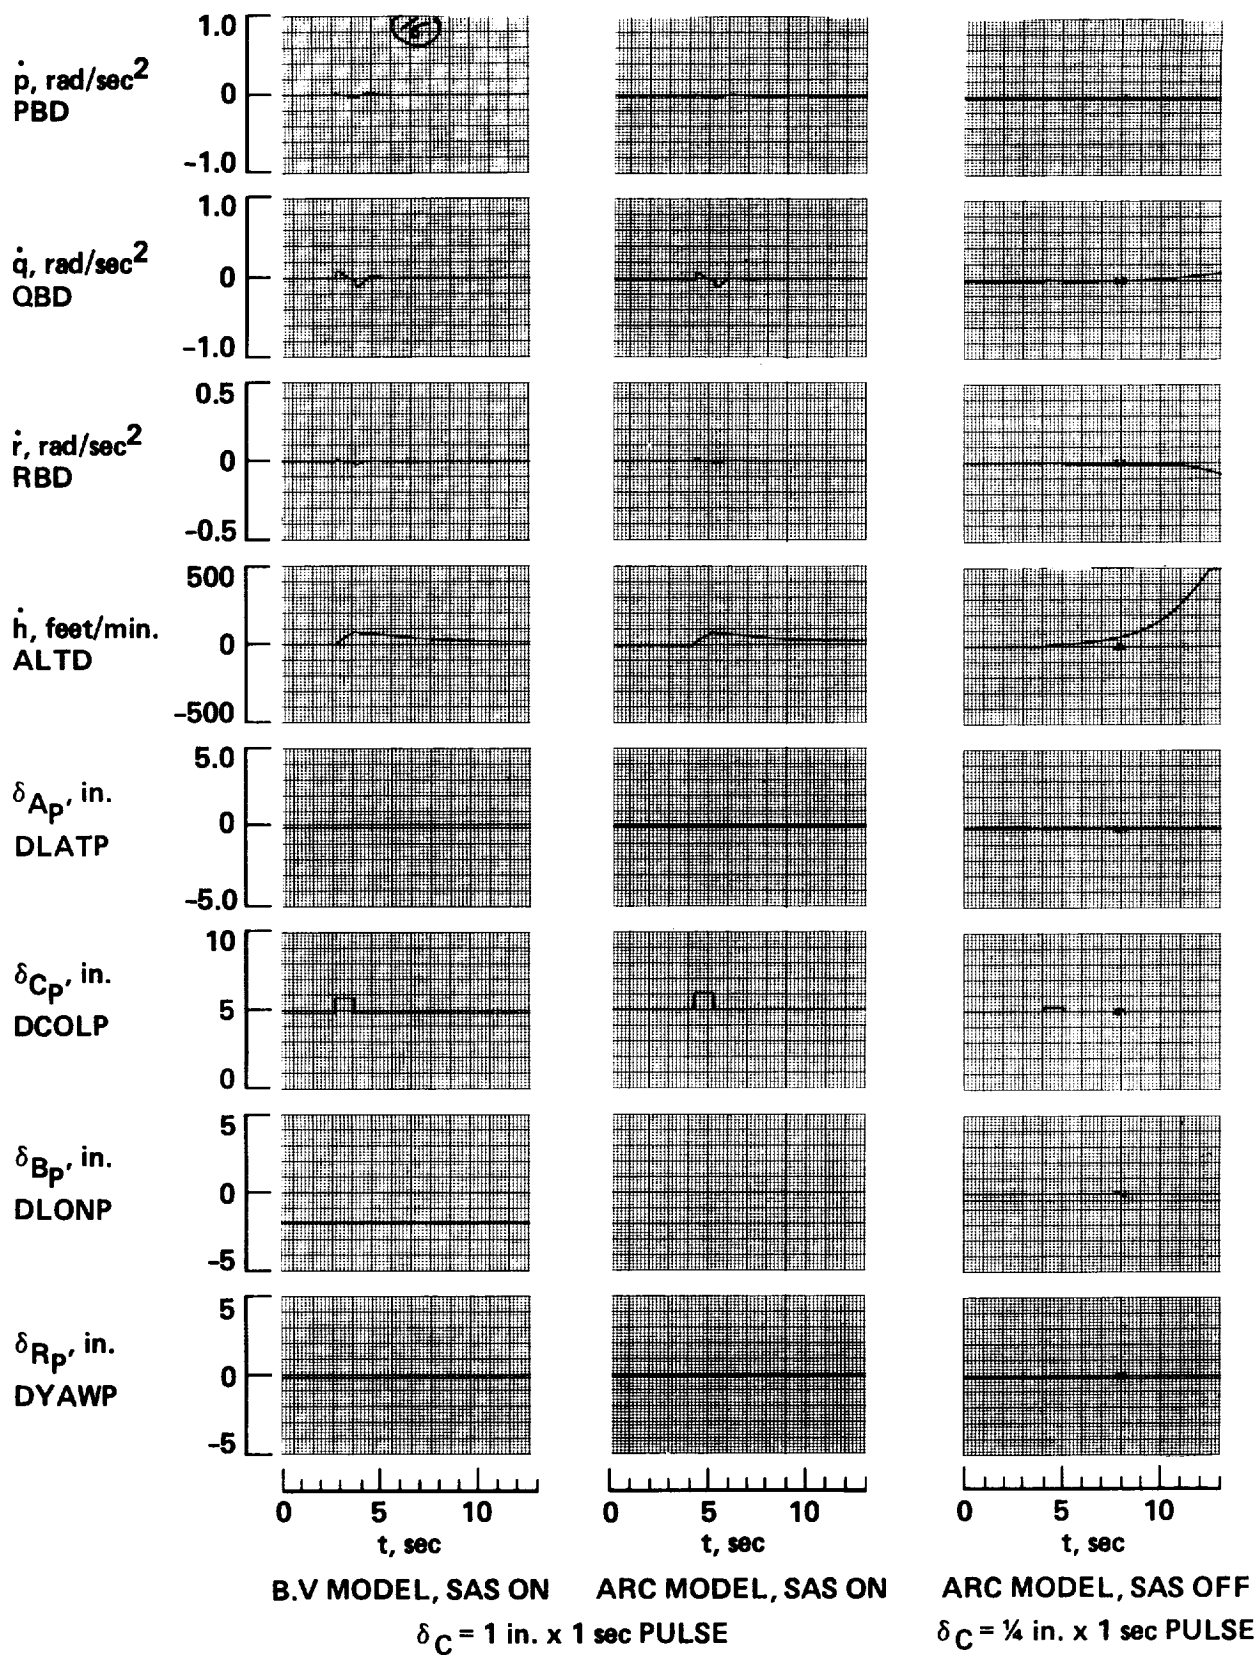 1.0
ṗ, rad/sec²
PBD
0
-1.0
6
1.0
q̇, rad/sec²
QBD
0
-1.0
0.5
ṙ, rad/sec²
RBD
0
-0.5
500
ḣ, feet/min.
ALTD
0
-500
5.0
δAP, in.
DLATP
0
-5.0
10
δCP, in.
DCOLP
5
0
5
δBP, in.
DLONP
0
-5
5
δRP, in.
DYAWP
0
-5
0 5 10 0 5 10 0 5 10
t, sec t, sec t, sec
B.V MODEL, SAS ON ARC MODEL, SAS ON ARC MODEL, SAS OFF
δC = 1 in. x 1 sec PULSE δC = ¼ in. x 1 sec PULSE